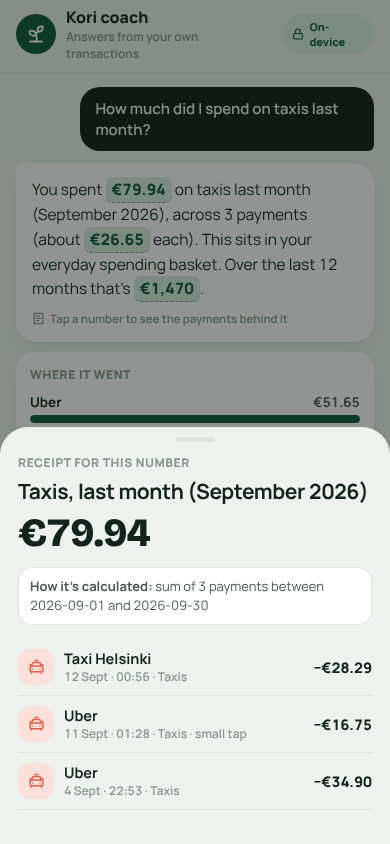 Kori coach
Answers from your own
transactions
On-
device
How much did I spend on taxis last
month?
You spent €79.94 on taxis last month
(September 2026), across 3 payments
(about €26.65 each). This sits in your
everyday spending basket. Over the last 12
months that's €1,470.
Tap a number to see the payments behind it
WHERE IT WENT
Uber €51.65
RECEIPT FOR THIS NUMBER
Taxis, last month (September 2026)
€79.94
How it's calculated: sum of 3 payments between
2026-09-01 and 2026-09-30
Taxi Helsinki
12 Sept · 00:56 · Taxis
−€28.29
Uber
11 Sept · 01:28 · Taxis · small tap
−€16.75
Uber
4 Sept · 22:53 · Taxis
−€34.90